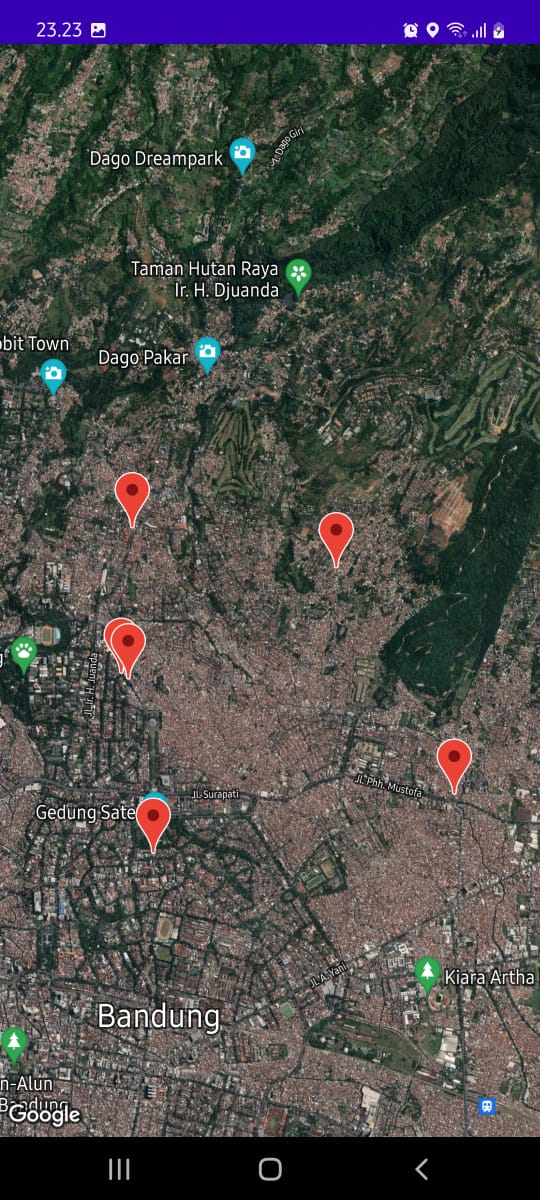 23.23
Dago Dreampark
Jl. Dago Giri
Taman Hutan Raya
Ir. H. Djuanda
obit Town
Dago Pakar
g.
Jl. Ir. H. Juanda
Jl. Phh. Mustofa
Jl. Surapati
Gedung Sate
Jl. A. Yani
Kiara Artha
Bandung
n-Alun
Bandung
Google